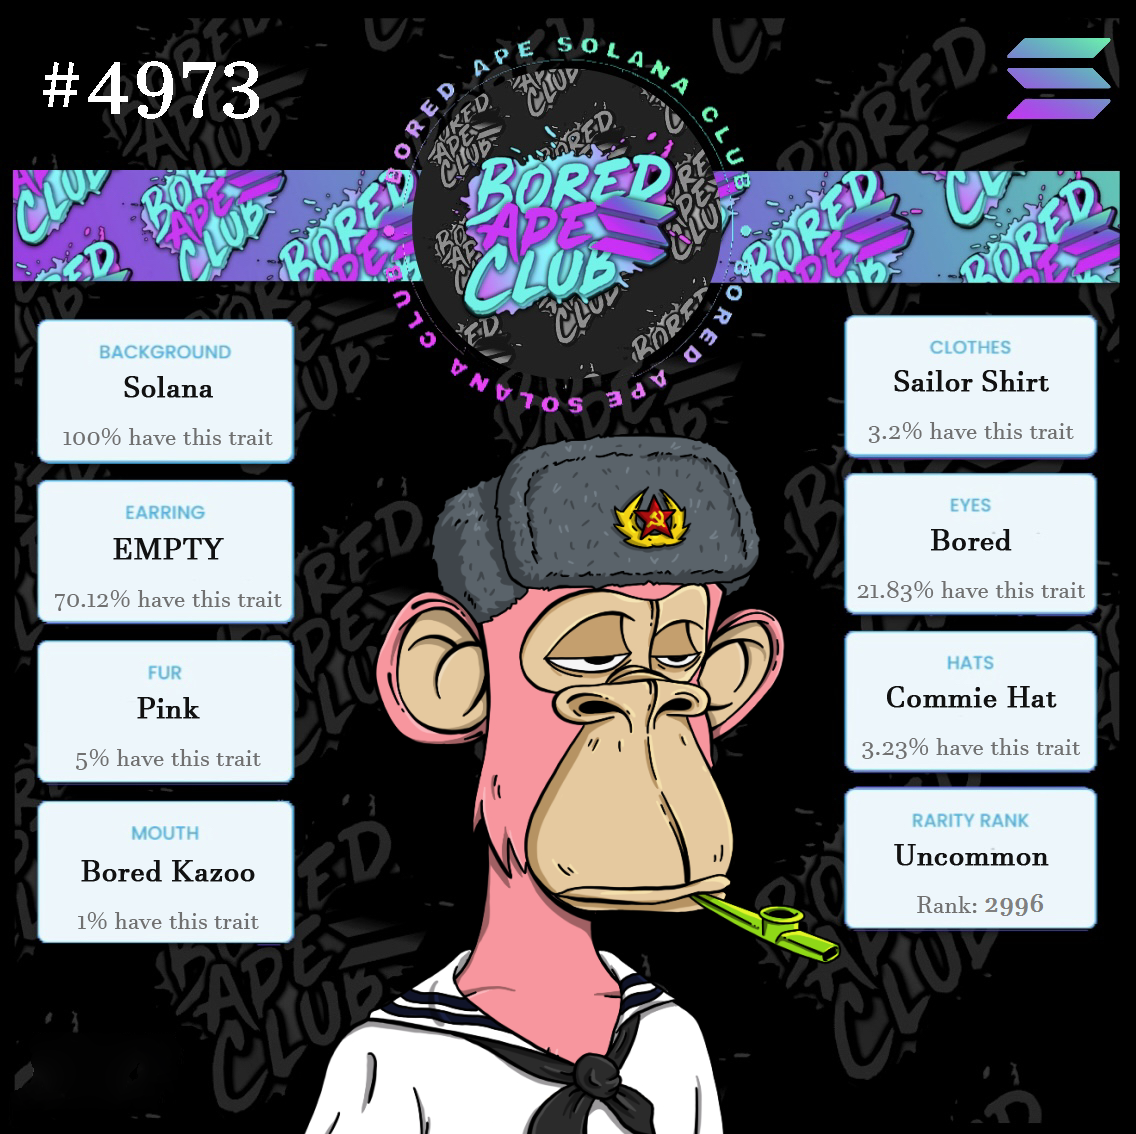 #4973
BORED APE SOLANA CLUB
BORED APE SOLANA CLUB
BORED
APE
CLUB
BACKGROUND
Solana
100% have this trait
EARRING
EMPTY
70.12% have this trait
FUR
Pink
5% have this trait
MOUTH
Bored Kazoo
1% have this trait
CLOTHES
Sailor Shirt
3.2% have this trait
EYES
Bored
21.83% have this trait
HATS
Commie Hat
3.23% have this trait
RARITY RANK
Uncommon
Rank: 2996